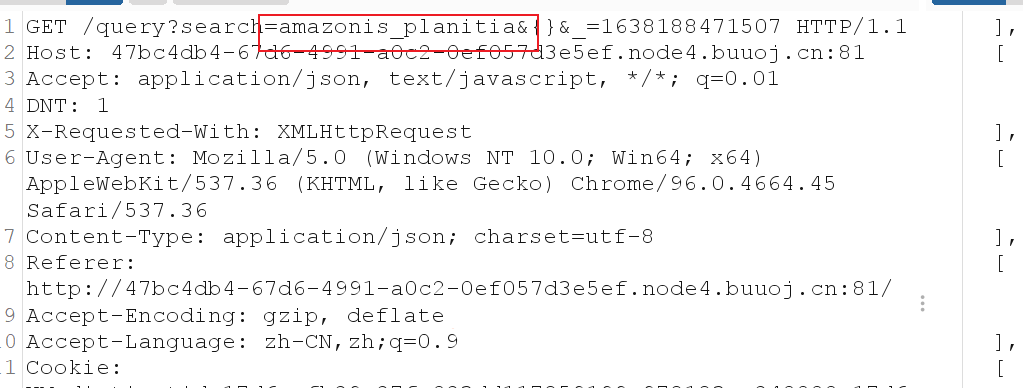 1 GET /query?search=amazonis_planitia&{}&_=1638188471507 HTTP/1.1 ],
2 Host: 47bc4db4-67d6-4991-a0c2-0ef057d3e5ef.node4.buuoj.cn:81 [
3 Accept: application/json, text/javascript, */*; q=0.01
4 DNT: 1
5 X-Requested-With: XMLHttpRequest ],
6 User-Agent: Mozilla/5.0 (Windows NT 10.0; Win64; x64) [
AppleWebKit/537.36 (KHTML, like Gecko) Chrome/96.0.4664.45
Safari/537.36
7 Content-Type: application/json; charset=utf-8 ],
8 Referer: [
http://47bc4db4-67d6-4991-a0c2-0ef057d3e5ef.node4.buuoj.cn:81/
9 Accept-Encoding: gzip, deflate
0 Accept-Language: zh-CN,zh;q=0.9 ],
1 Cookie: [